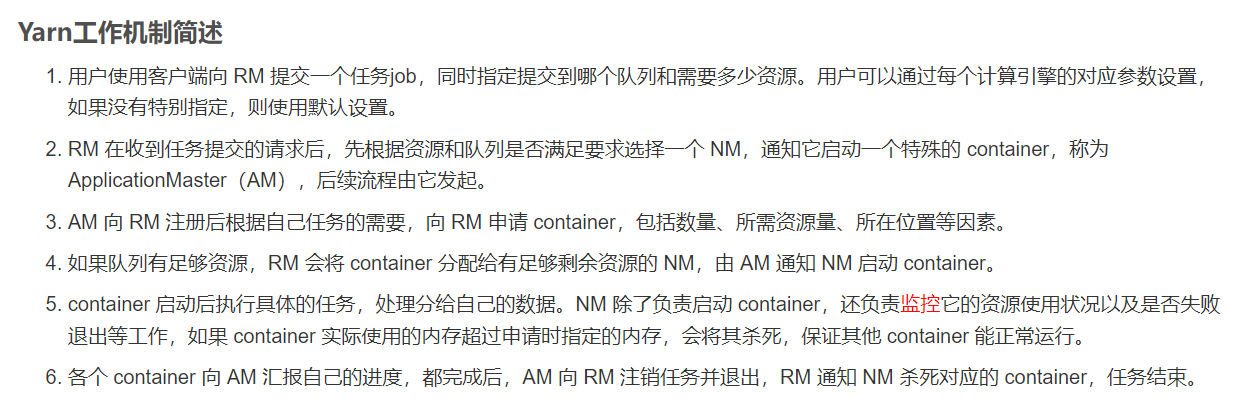 Yarn工作机制简述
1. 用户使用客户端向 RM 提交一个任务job，同时指定提交到哪个队列和需要多少资源。用户可以通过每个计算引擎的对应参数设置，
如果没有特别指定，则使用默认设置。
2. RM 在收到任务提交的请求后，先根据资源和队列是否满足要求选择一个 NM，通知它启动一个特殊的 container，称为
ApplicationMaster（AM），后续流程由它发起。
3. AM 向 RM 注册后根据自己任务的需要，向 RM 申请 container，包括数量、所需资源量、所在位置等因素。
4. 如果队列有足够资源，RM 会将 container 分配给有足够剩余资源的 NM，由 AM 通知 NM 启动 container。
5. container 启动后执行具体的任务，处理分给自己的数据。NM 除了负责启动 container，还负责监控它的资源使用状况以及是否失败
退出等工作，如果 container 实际使用的内存超过申请时指定的内存，会将其杀死，保证其他 container 能正常运行。
6. 各个 container 向 AM 汇报自己的进度，都完成后，AM 向 RM 注销任务并退出，RM 通知 NM 杀死对应的 container，任务结束。